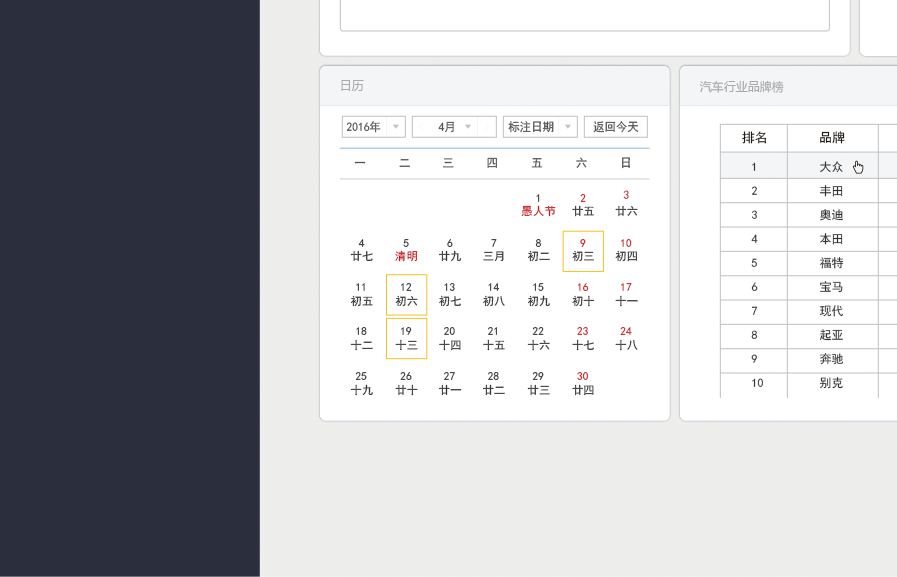 日历
2016年 4月 标注日期 返回今天
一 二 三 四 五 六 日
1 2 3
愚人节 廿五 廿六
4 5 6 7 8 9 10
廿七 清明 廿九 三月 初二 初三 初四
11 12 13 14 15 16 17
初五 初六 初七 初八 初九 初十 十一
18 19 20 21 22 23 24
十二 十三 十四 十五 十六 十七 十八
25 26 27 28 29 30
十九 廿十 廿一 廿二 廿三 廿四
汽车行业品牌榜
排名 品牌
1 大众
2 丰田
3 奥迪
4 本田
5 福特
6 宝马
7 现代
8 起亚
9 奔驰
10 别克